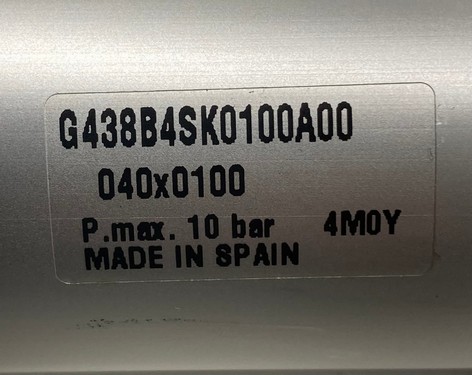 G438B4SK0100A00
040x0100
P.max. 10 bar 4M0Y
MADE IN SPAIN